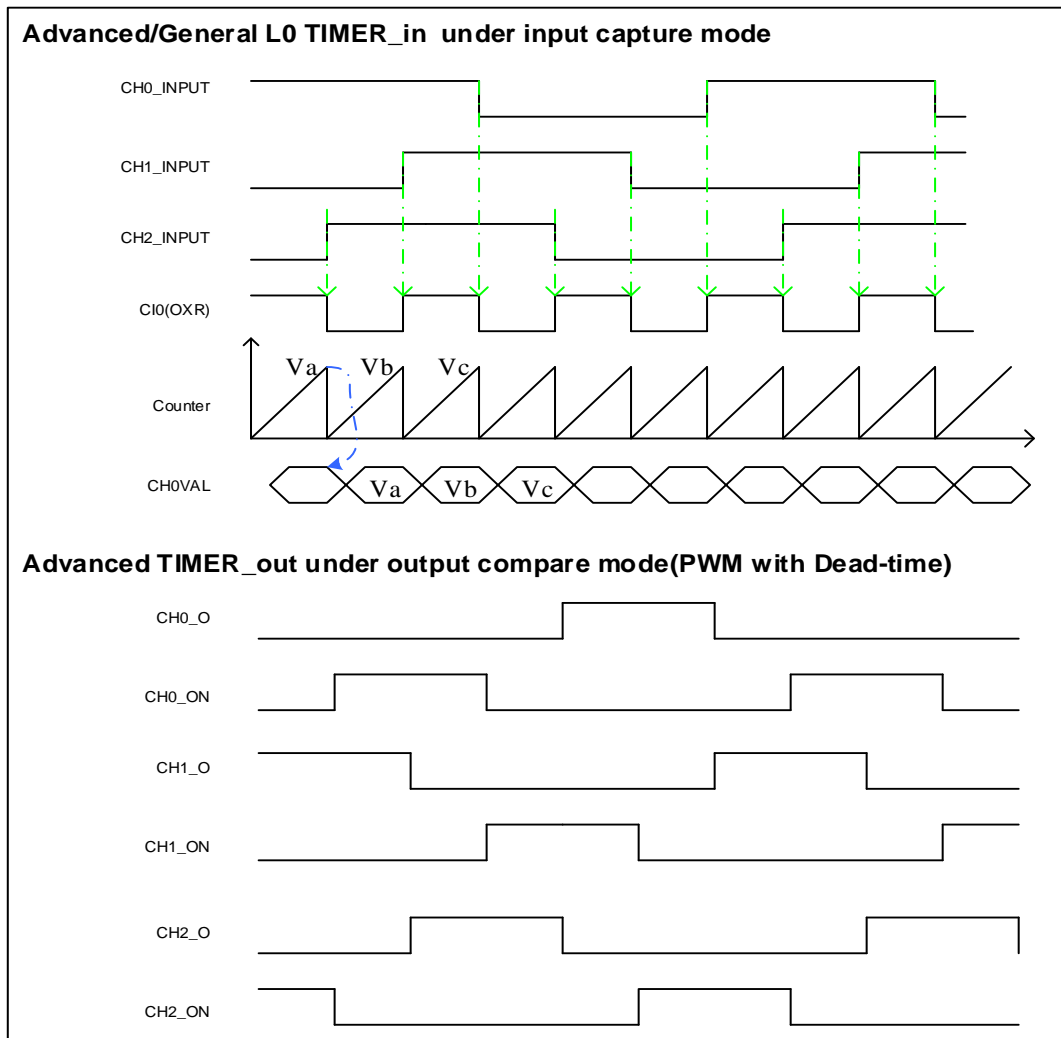 Advanced/General L0 TIMER_in under input capture mode
CH0_INPUT
CH1_INPUT
CH2_INPUT
CI0(OXR)
Va Vb Vc
Counter
CH0VAL
Va Vb Vc
Advanced TIMER_out under output compare mode(PWM with Dead-time)
CH0_O
CH0_ON
CH1_O
CH1_ON
CH2_O
CH2_ON